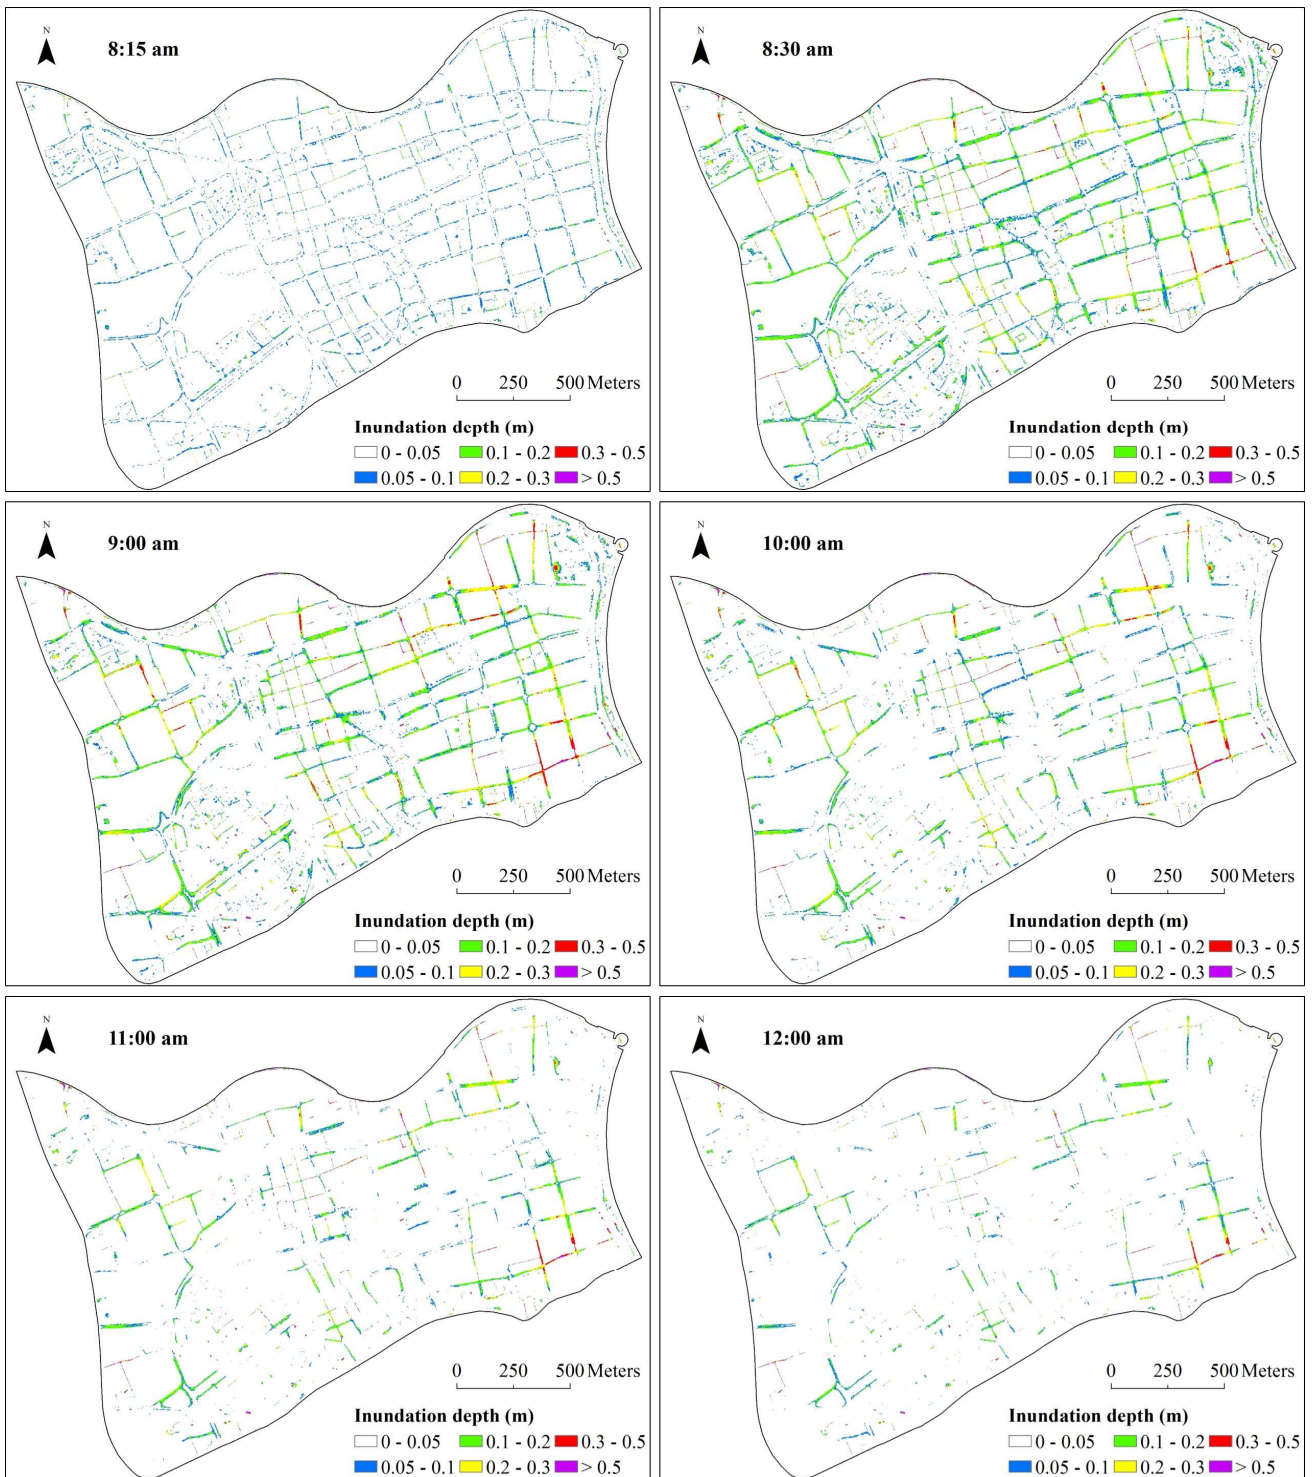 N
8:15 am
0 250 500 Meters
Inundation depth (m)
0 - 0.05 0.1 - 0.2 0.3 - 0.5
0.05 - 0.1 0.2 - 0.3 > 0.5
N
8:30 am
0 250 500 Meters
Inundation depth (m)
0 - 0.05 0.1 - 0.2 0.3 - 0.5
0.05 - 0.1 0.2 - 0.3 > 0.5
N
9:00 am
0 250 500 Meters
Inundation depth (m)
0 - 0.05 0.1 - 0.2 0.3 - 0.5
0.05 - 0.1 0.2 - 0.3 > 0.5
N
10:00 am
0 250 500 Meters
Inundation depth (m)
0 - 0.05 0.1 - 0.2 0.3 - 0.5
0.05 - 0.1 0.2 - 0.3 > 0.5
N
11:00 am
0 250 500 Meters
Inundation depth (m)
0 - 0.05 0.1 - 0.2 0.3 - 0.5
0.05 - 0.1 0.2 - 0.3 > 0.5
N
12:00 am
0 250 500 Meters
Inundation depth (m)
0 - 0.05 0.1 - 0.2 0.3 - 0.5
0.05 - 0.1 0.2 - 0.3 > 0.5